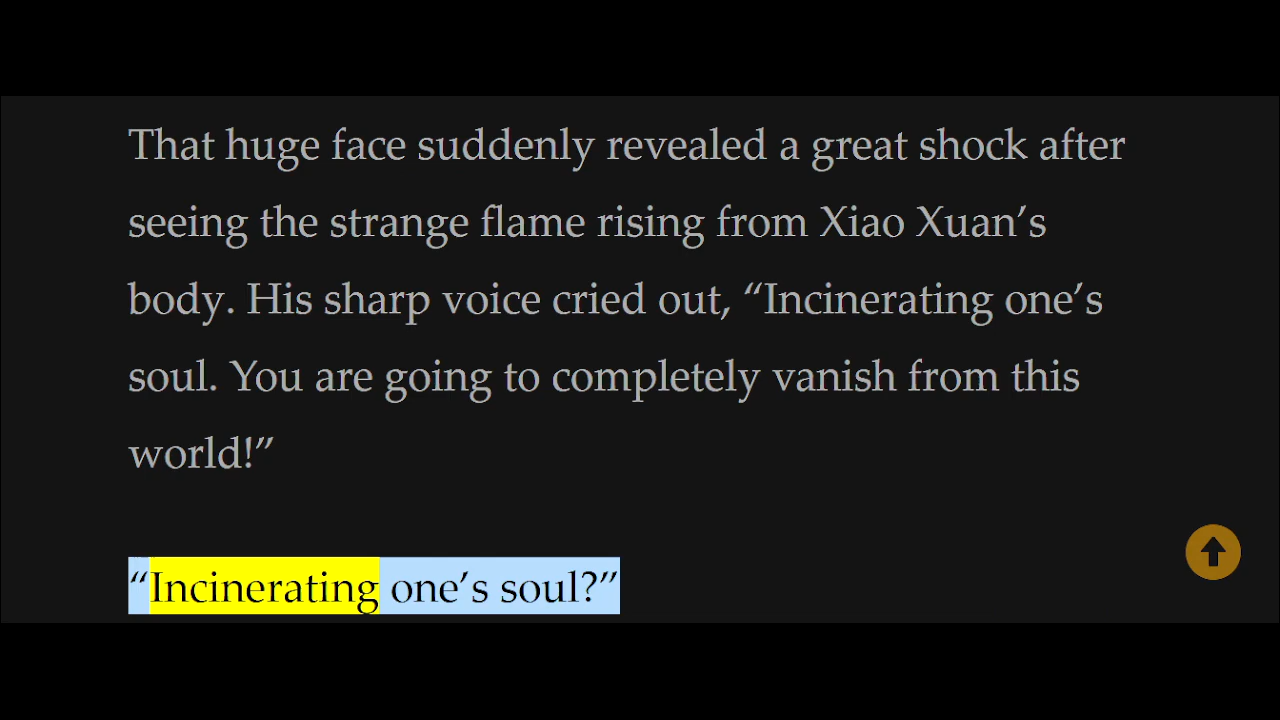 That huge face suddenly revealed a great shock after
seeing the strange flame rising from Xiao Xuan’s
body. His sharp voice cried out, “Incinerating one’s
soul. You are going to completely vanish from this
world!”
“Incinerating one’s soul?”